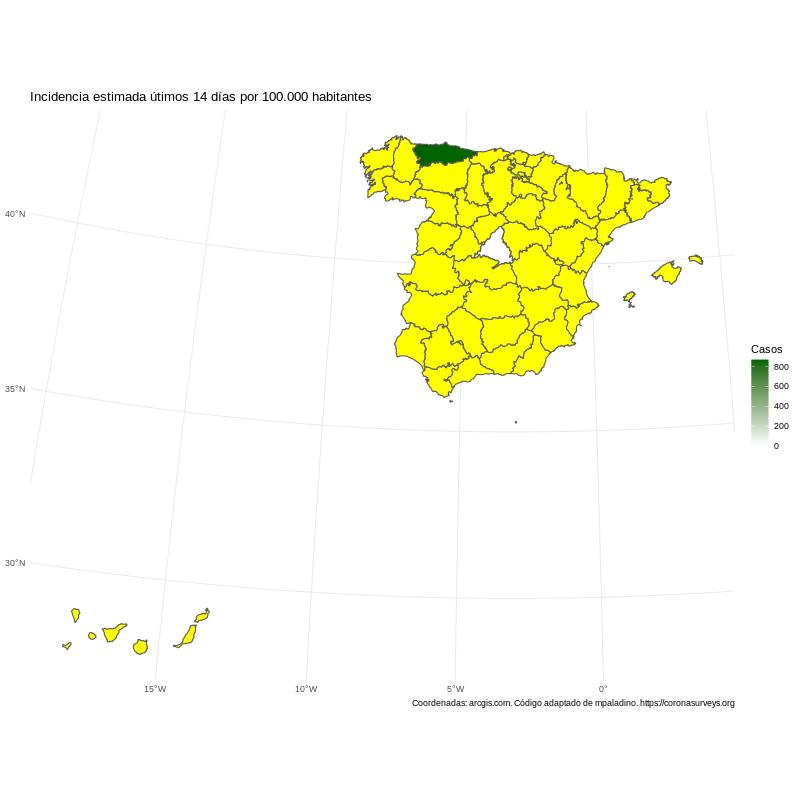 Incidencia estimada útimos 14 días por 100.000 habitantes
40°N
35°N
30°N
15°W
10°W
5°W
0°
Casos
800
600
400
200
0
Coordenadas: arcgis.com. Código adaptado de mpaladino. https://coronasurveys.org